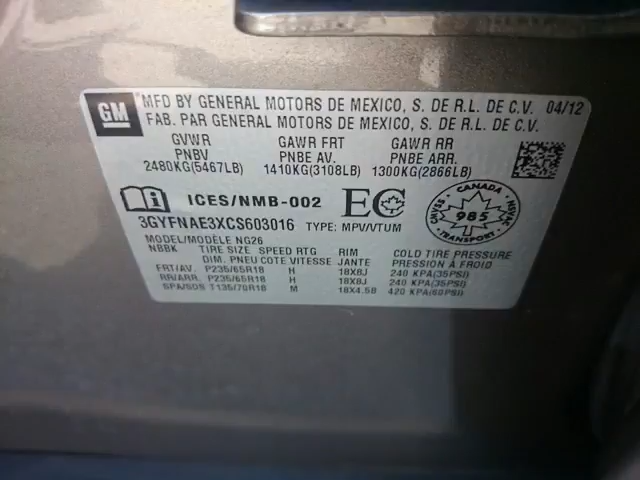 GM
MFD BY GENERAL MOTORS DE MEXICO, S. DE R.L. DE C.V. 04/12
FAB. PAR GENERAL MOTORS DE MEXICO, S. DE R.L. DE C.V.
GVWR GAWR FRT GAWR RR
PNBV PNBE AV. PNBE ARR.
2480KG(5467LB) 1410KG(3108LB) 1300KG(2866LB)
i ICES/NMB-002 EC
3GYFNAE3XCS603016 TYPE: MPV/VTUM
CANADA
985
MODEL/MODÈLE NG26
NBBK TIRE SIZE SPEED RTG RIM COLD TIRE PRESSURE
DIM. PNEU COTE VITESSE JANTE PRESSION À FROID
FRT/AV. P235/65R18 H 18X8J 240 KPA(35PSI)
RR/ARR. P235/65R18 H 18X8J 240 KPA(35PSI)
SPA/SDS T135/70R18 M 18X4.5B 420 KPA(60PSI)